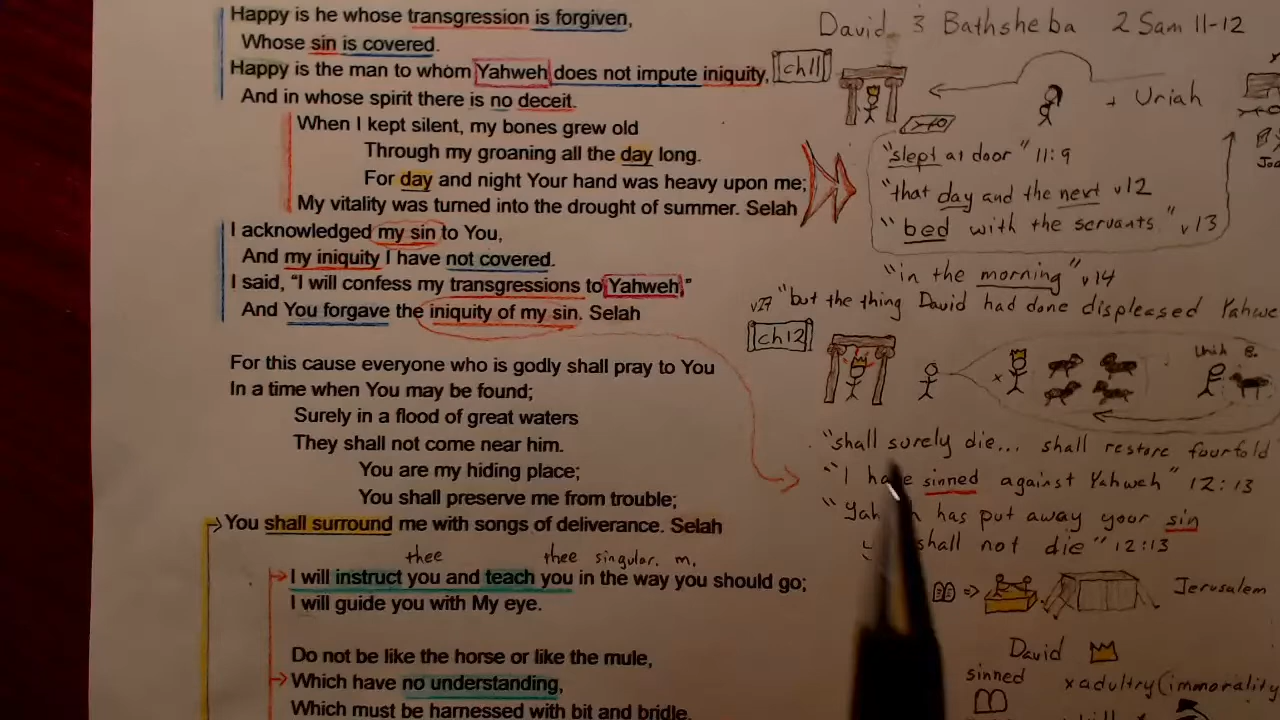 Happy is he whose transgression is forgiven,
Whose sin is covered.
Happy is the man to whom Yahweh does not impute iniquity,
And in whose spirit there is no deceit.
When I kept silent, my bones grew old
Through my groaning all the day long.
For day and night Your hand was heavy upon me;
My vitality was turned into the drought of summer. Selah
I acknowledged my sin to You,
And my iniquity I have not covered.
I said, “I will confess my transgressions to Yahweh,”
And You forgave the iniquity of my sin. Selah
For this cause everyone who is godly shall pray to You
In a time when You may be found;
Surely in a flood of great waters
They shall not come near him.
You are my hiding place;
You shall preserve me from trouble;
You shall surround me with songs of deliverance. Selah
thee thee singular. m.
I will instruct you and teach you in the way you should go;
I will guide you with My eye.
Do not be like the horse or like the mule,
Which have no understanding,
Which must be harnessed with bit and bridle,
David & Bathsheba 2 Sam 11-12
ch11
+ Uriah
"slept at door" 11:9
"that day and the next v12
"bed with the servants" v13
"in the morning" v14
v27 "but the thing David had done displeased Yahwe
ch12
"shall surely die... shall restore fourfold
"I have sinned against Yahweh" 12:13
" has put away your sin
shall not die" 12:13
=> Jerusalem
David
sinned
x adultry (immorality